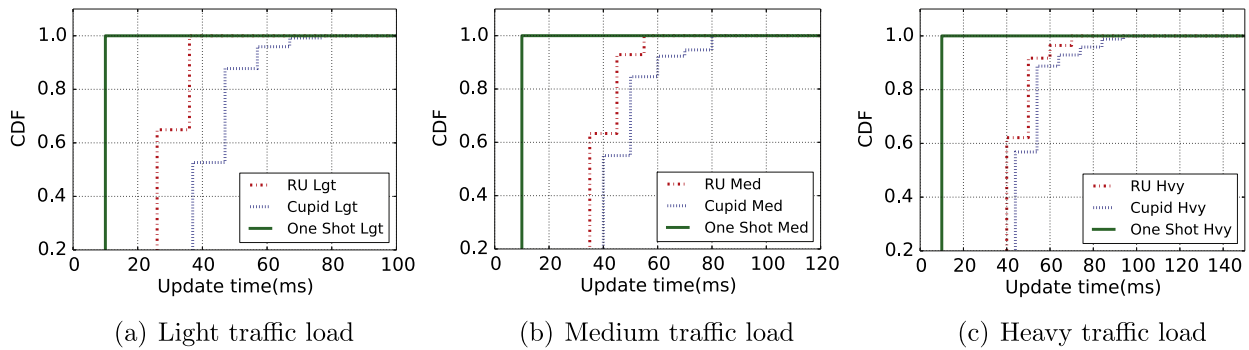 1.0
0.8
0.6
0.4
0.2
CDF
RU Lgt
Cupid Lgt
One Shot Lgt
0 20 40 60 80 100
Update time(ms)
(a) Light traffic load
1.0
0.8
0.6
0.4
0.2
CDF
RU Med
Cupid Med
One Shot Med
0 20 40 60 80 100 120
Update time(ms)
(b) Medium traffic load
1.0
0.8
0.6
0.4
0.2
CDF
RU Hvy
Cupid Hvy
One Shot Hvy
0 20 40 60 80 100 120 140
Update time(ms)
(c) Heavy traffic load